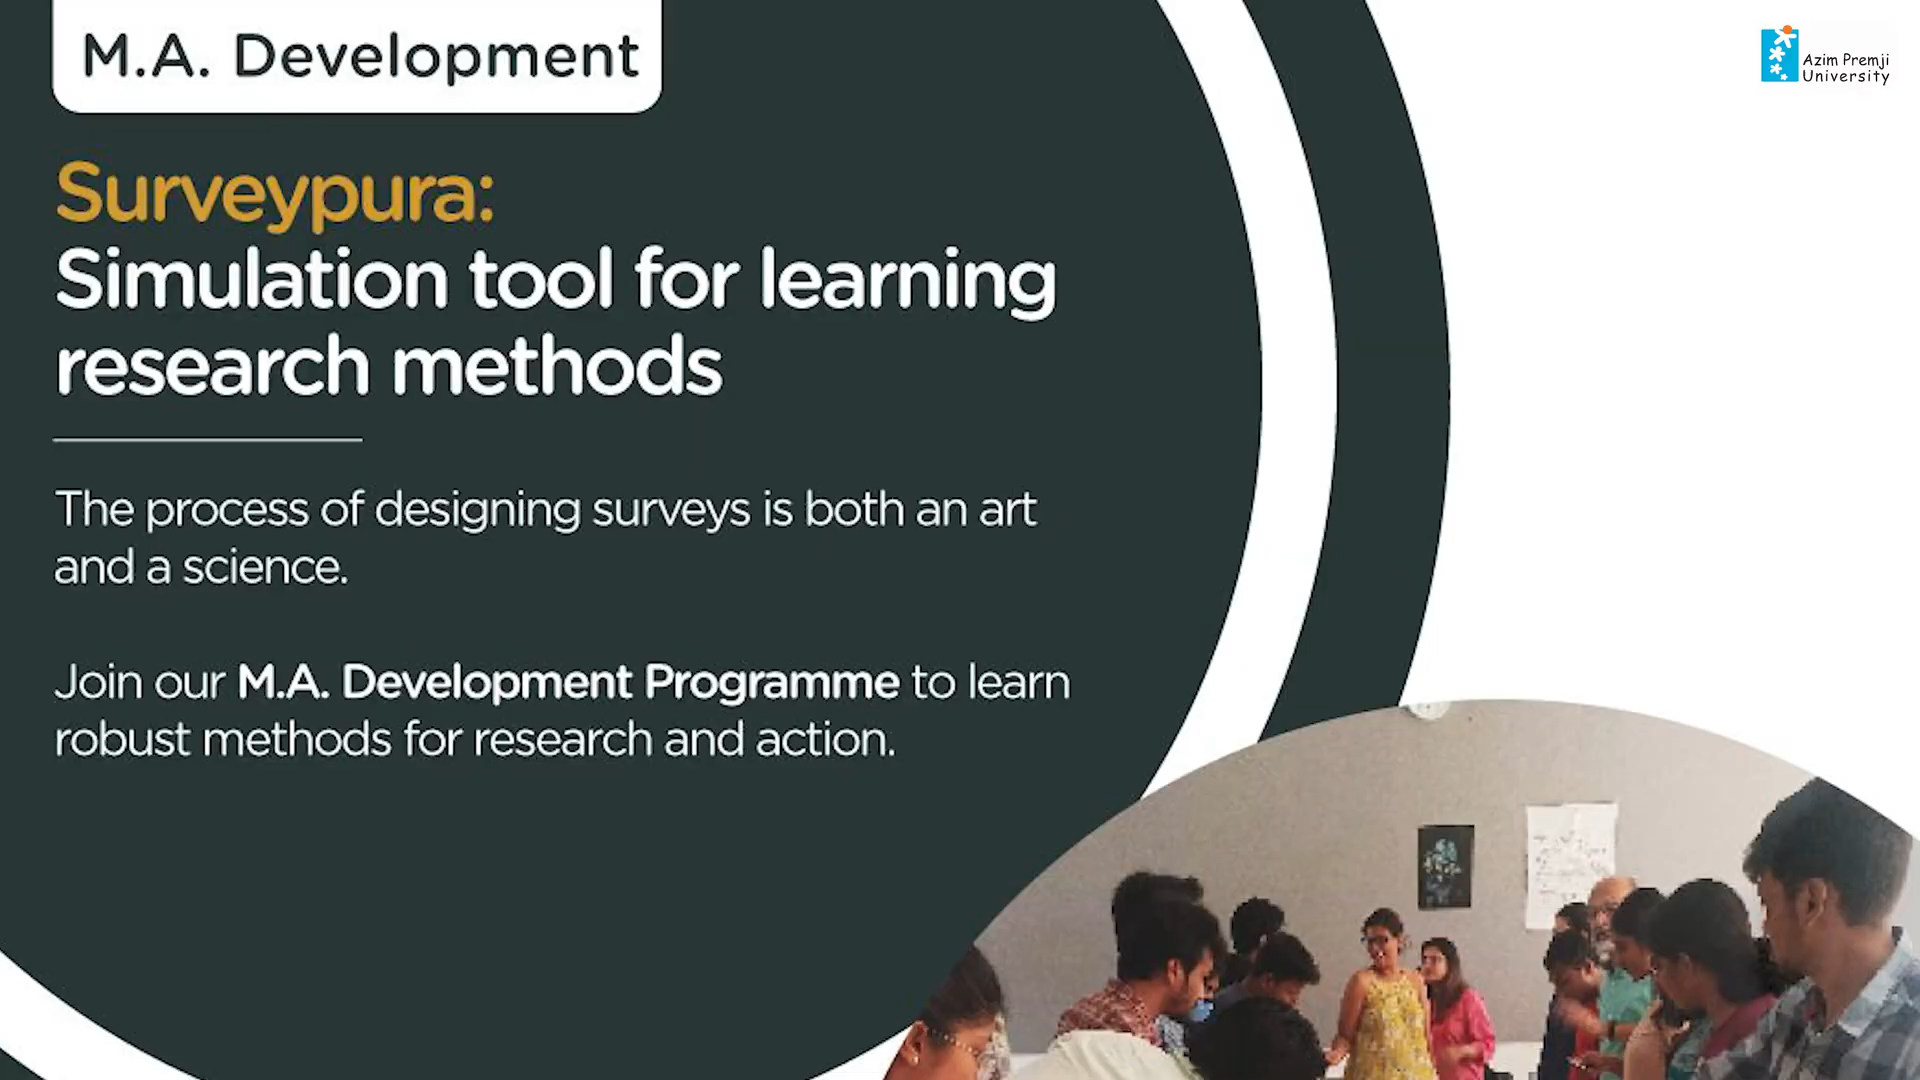 M.A. Development
Azim Premji
University
Surveypura:
Simulation tool for learning
research methods
The process of designing surveys is both an art
and a science.
Join our M.A. Development Programme to learn
robust methods for research and action.